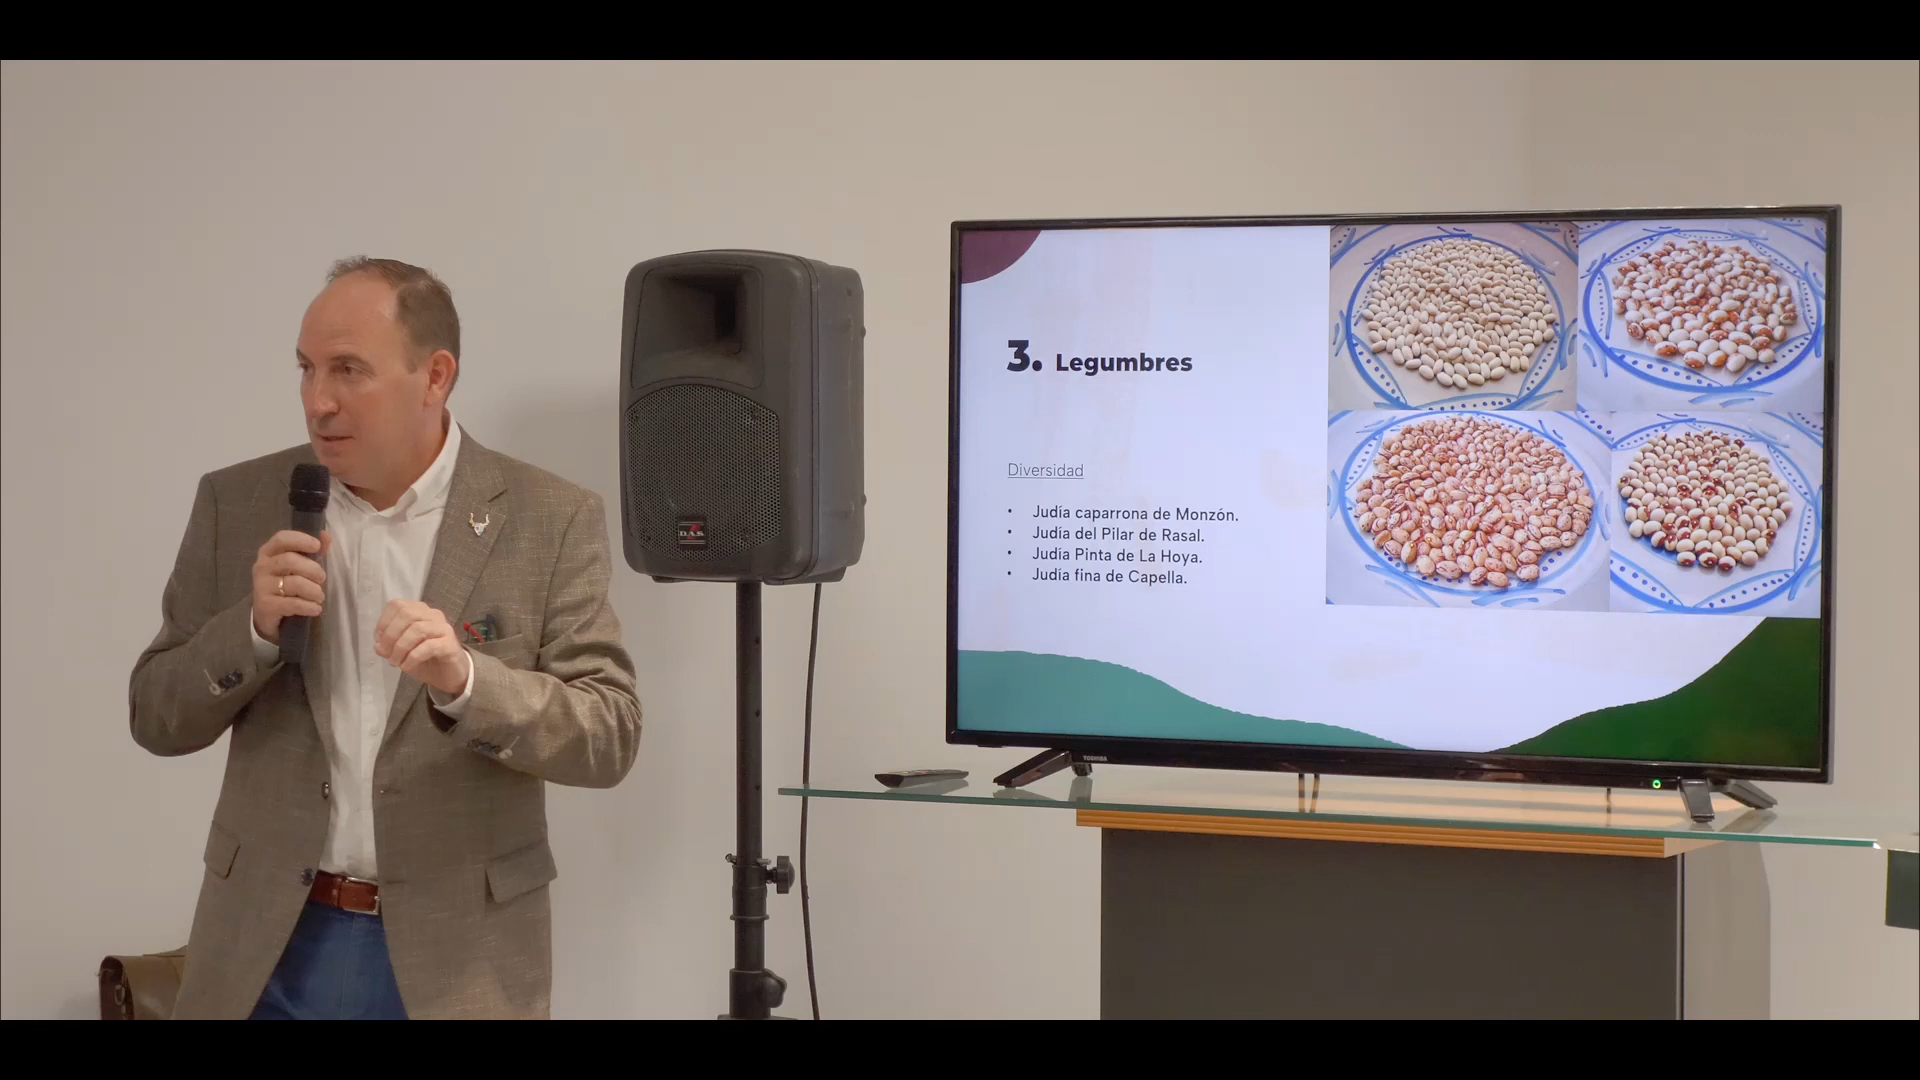 3. Legumbres
Diversidad
• Judía caparrona de Monzón.
• Judía del Pilar de Rasal.
• Judía Pinta de La Hoya.
• Judía fina de Capella.
D.A.S.
TOSHIBA